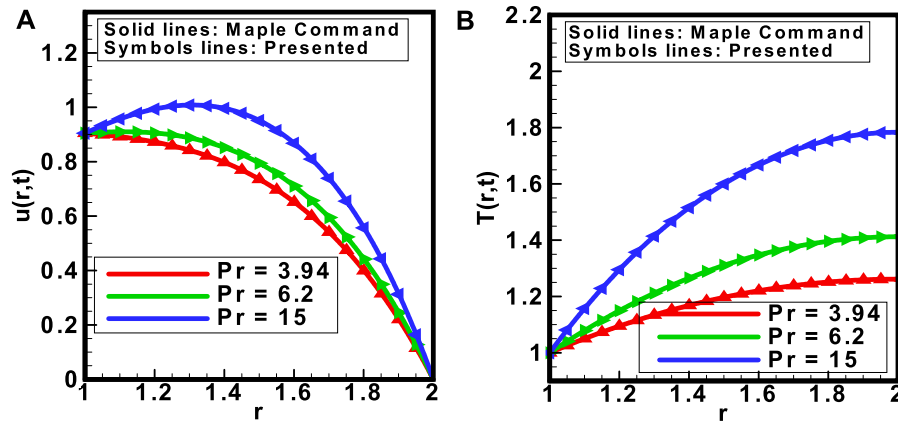 A
Solid lines: Maple Command
Symbols lines: Presented
1.2
1
0.8
0.6
0.4
0.2
0
u(r,t)
Pr = 3.94
Pr = 6.2
Pr = 15
1 1.2 1.4 1.6 1.8 2
r
B
Solid lines: Maple Command
Symbols lines: Presented
2.2
2
1.8
1.6
1.4
1.2
1
T(r,t)
Pr = 3.94
Pr = 6.2
Pr = 15
1 1.2 1.4 1.6 1.8 2
r